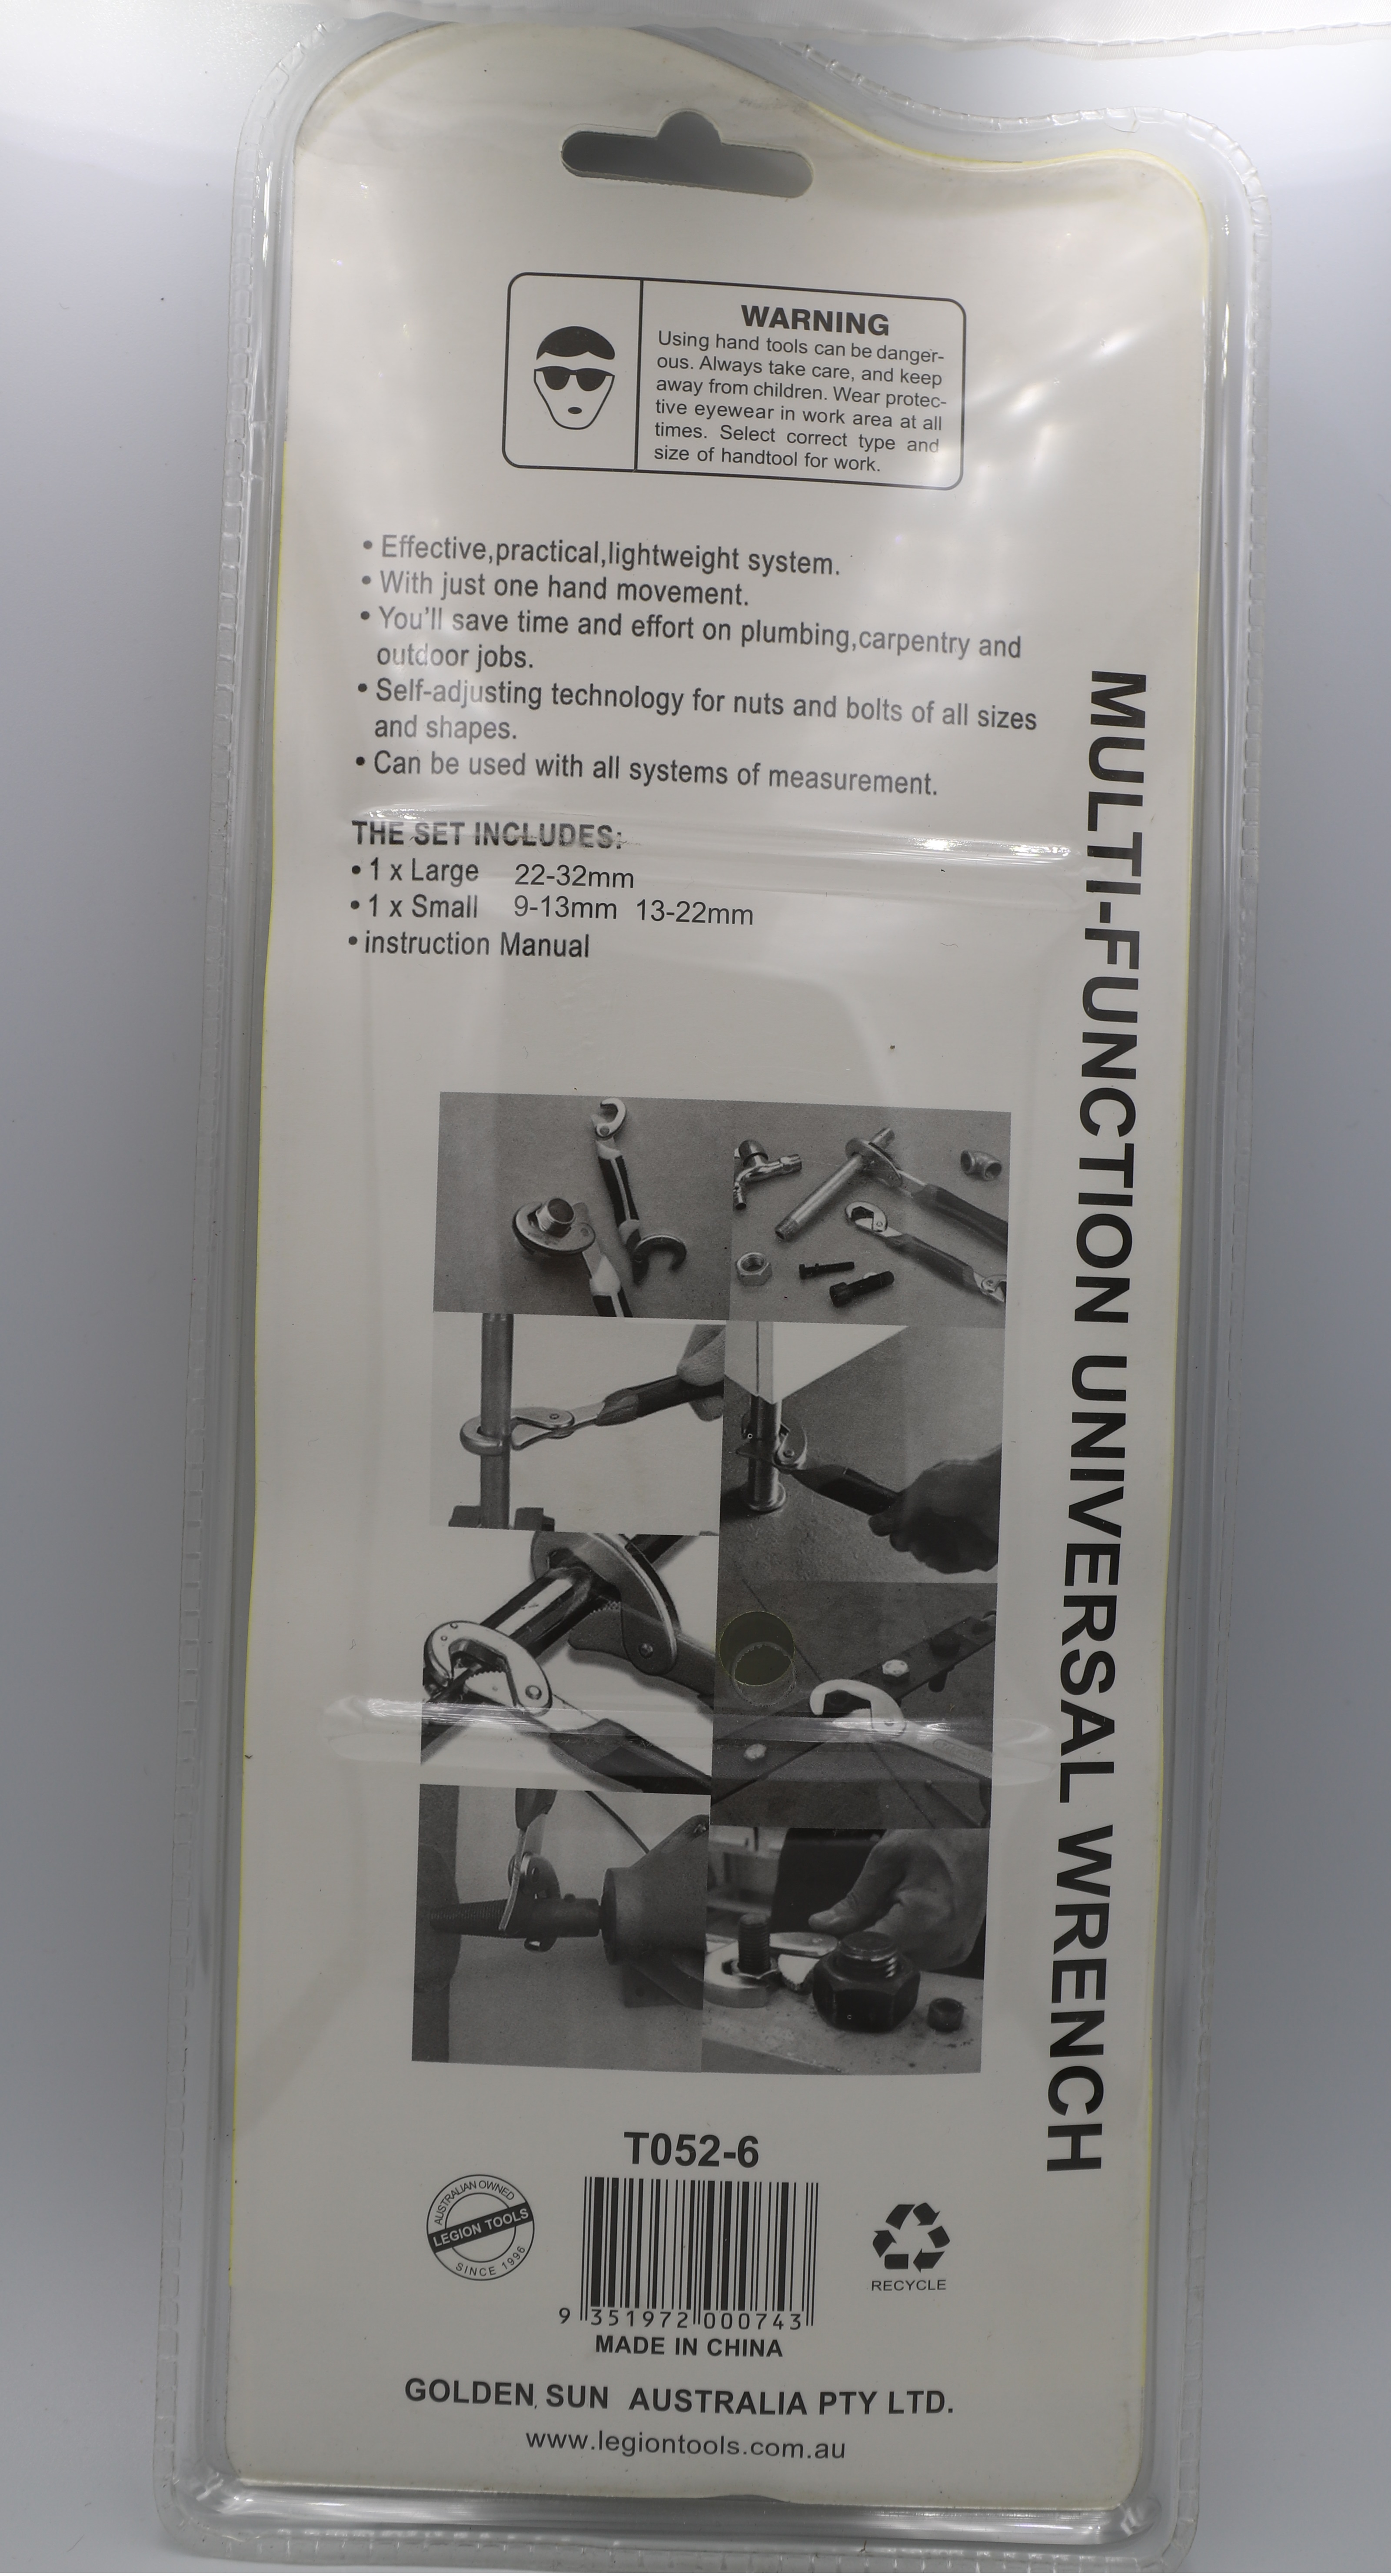 WARNING
Using hand tools can be danger-
ous. Always take care, and keep
away from children. Wear protec-
tive eyewear in work area at all
times. Select correct type and
size of handtool for work.
• Effective,practical,lightweight system.
• With just one hand movement.
• You'll save time and effort on plumbing,carpentry and
outdoor jobs.
• Self-adjusting technology for nuts and bolts of all sizes
and shapes.
• Can be used with all systems of measurement.
THE SET INCLUDES:
• 1 x Large 22-32mm
• 1 x Small 9-13mm 13-22mm
• instruction Manual
MULTI-FUNCTION UNIVERSAL WRENCH
T052-6
AUSTRALIAN OWNED
LEGION TOOLS
SINCE 1996
9 351972 000743
RECYCLE
MADE IN CHINA
GOLDEN SUN AUSTRALIA PTY LTD.
www.legiontools.com.au